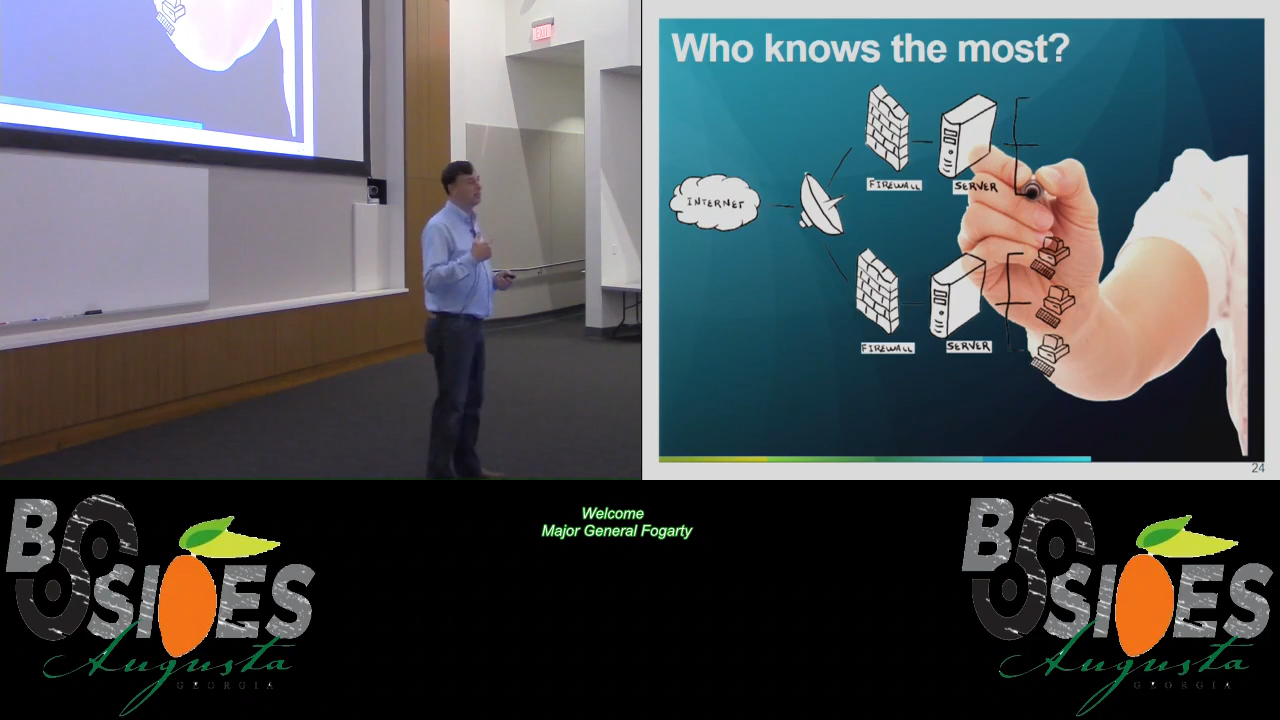 EXIT
Who knows the most?
INTERNET
FIREWALL
SERVER
FIREWALL
SERVER
24
Welcome
Major General Fogarty
BSIDES
Augusta
GEORGIA
BSIDES
Augusta
GEORGIA